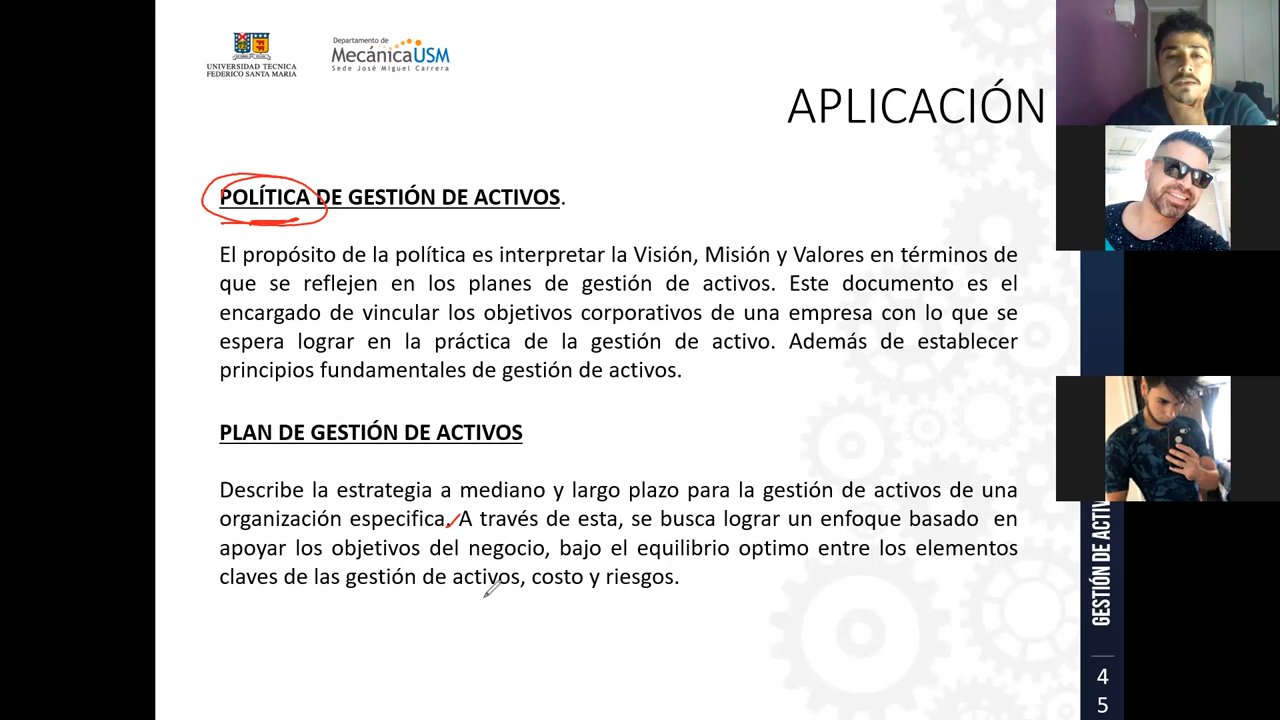 UNIVERSIDAD TECNICA
FEDERICO SANTA MARIA
Departamento de
MecánicaUSM
Sede José Miguel Carrera
APLICACIÓN
POLÍTICA DE GESTIÓN DE ACTIVOS.
El propósito de la política es interpretar la Visión, Misión y Valores en términos de
que se reflejen en los planes de gestión de activos. Este documento es el
encargado de vincular los objetivos corporativos de una empresa con lo que se
espera lograr en la práctica de la gestión de activo. Además de establecer
principios fundamentales de gestión de activos.
PLAN DE GESTIÓN DE ACTIVOS
Describe la estrategia a mediano y largo plazo para la gestión de activos de una
organización especifica. A través de esta, se busca lograr un enfoque basado en
apoyar los objetivos del negocio, bajo el equilibrio optimo entre los elementos
claves de las gestión de activos, costo y riesgos.
GESTIÓN DE ACTIV
4
5